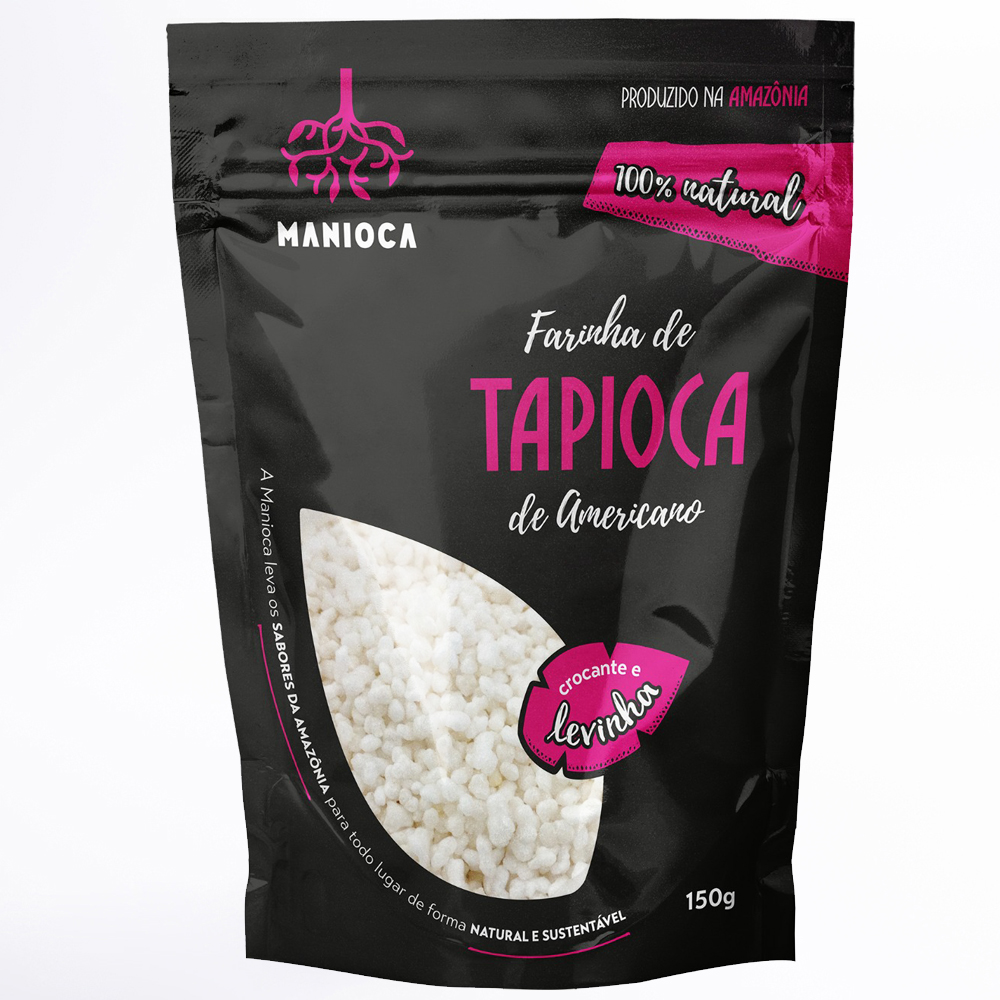 PRODUZIDO NA AMAZÔNIA
MANIOCA
100% natural
Farinha de
TAPIOCA
de Americano
crocante e
levinha
A Manioca leva os SABORES DA AMAZÔNIA para todo lugar de forma NATURAL E SUSTENTÁVEL
150g